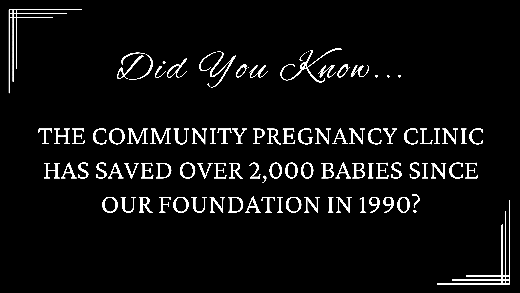 Did You Know...
THE COMMUNITY PREGNANCY CLINIC
HAS SAVED OVER 2,000 BABIES SINCE
OUR FOUNDATION IN 1990?